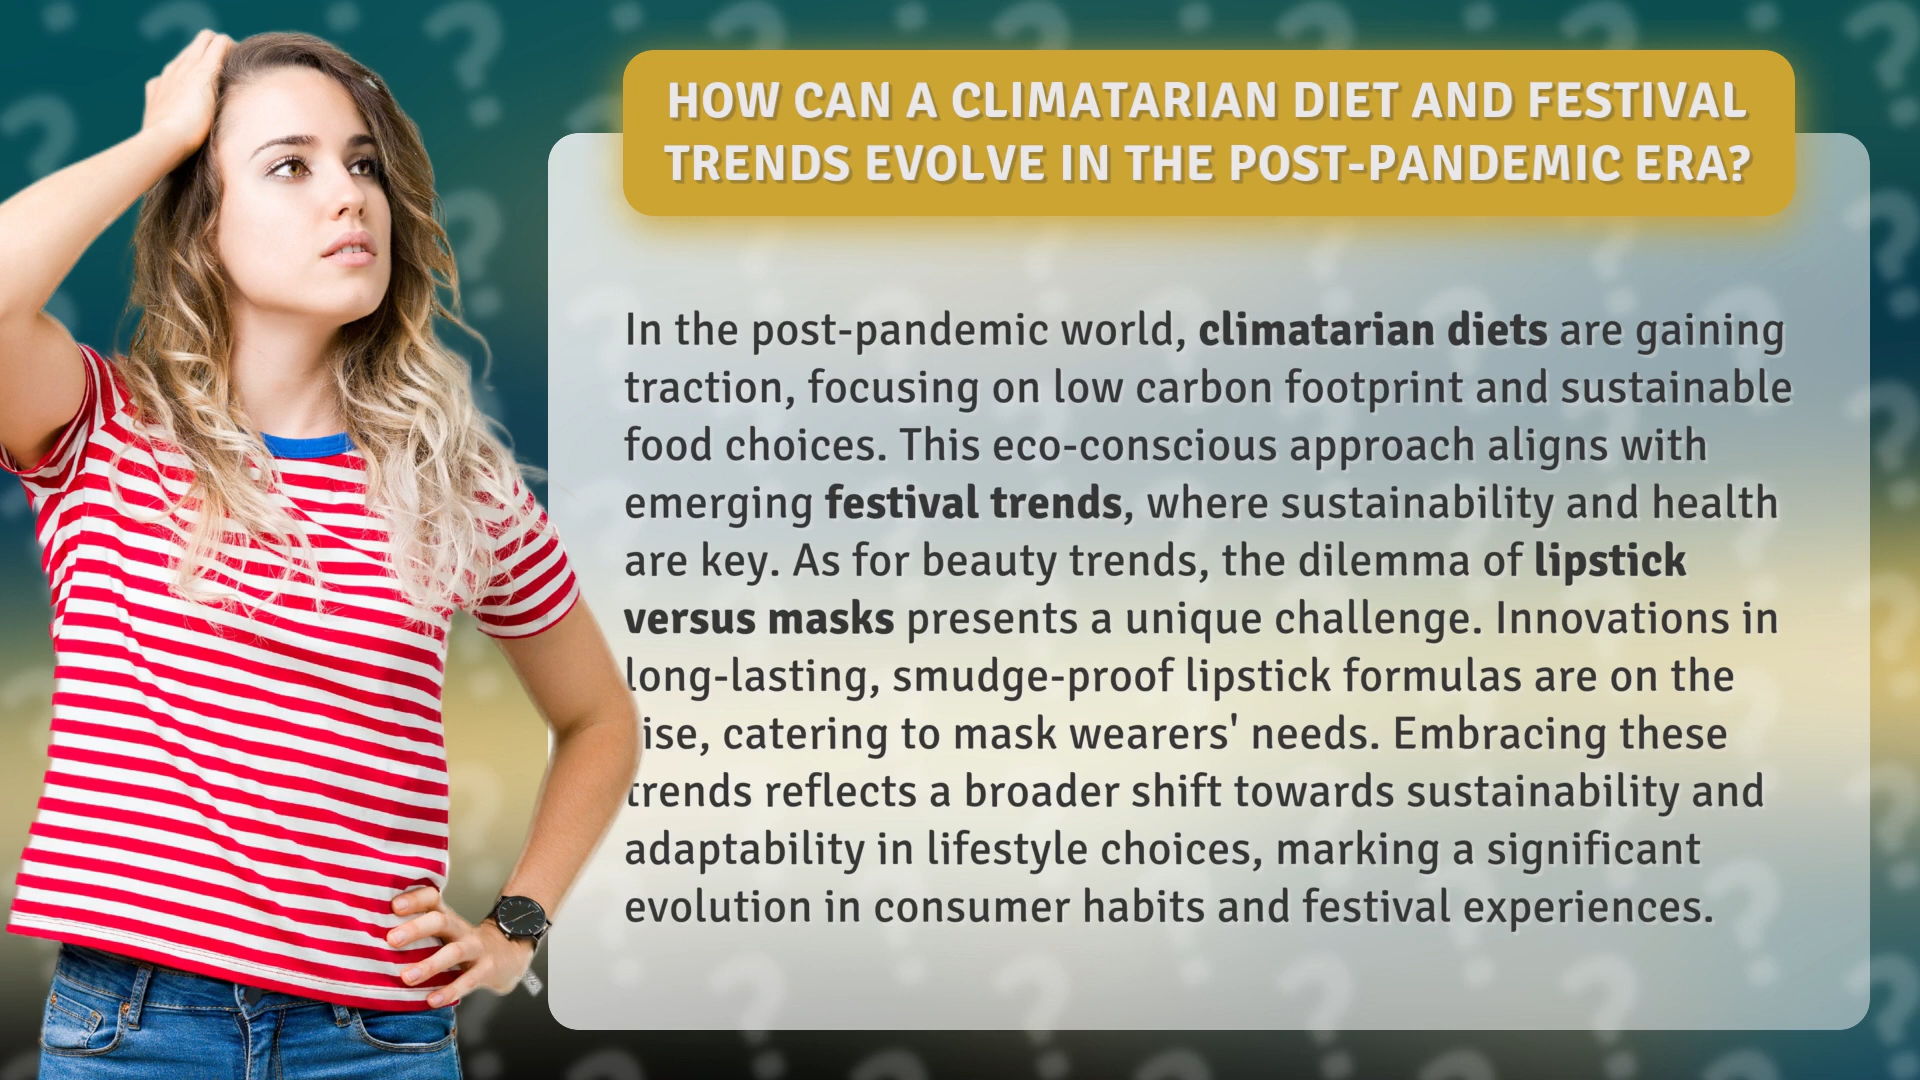 HOW CAN A CLIMATARIAN DIET AND FESTIVAL
TRENDS EVOLVE IN THE POST-PANDEMIC ERA?
In the post-pandemic world, climatarian diets are gaining
traction, focusing on low carbon footprint and sustainable
food choices. This eco-conscious approach aligns with
emerging festival trends, where sustainability and health
are key. As for beauty trends, the dilemma of lipstick
versus masks presents a unique challenge. Innovations in
long-lasting, smudge-proof lipstick formulas are on the
ise, catering to mask wearers' needs. Embracing these
trends reflects a broader shift towards sustainability and
adaptability in lifestyle choices, marking a significant
evolution in consumer habits and festival experiences.